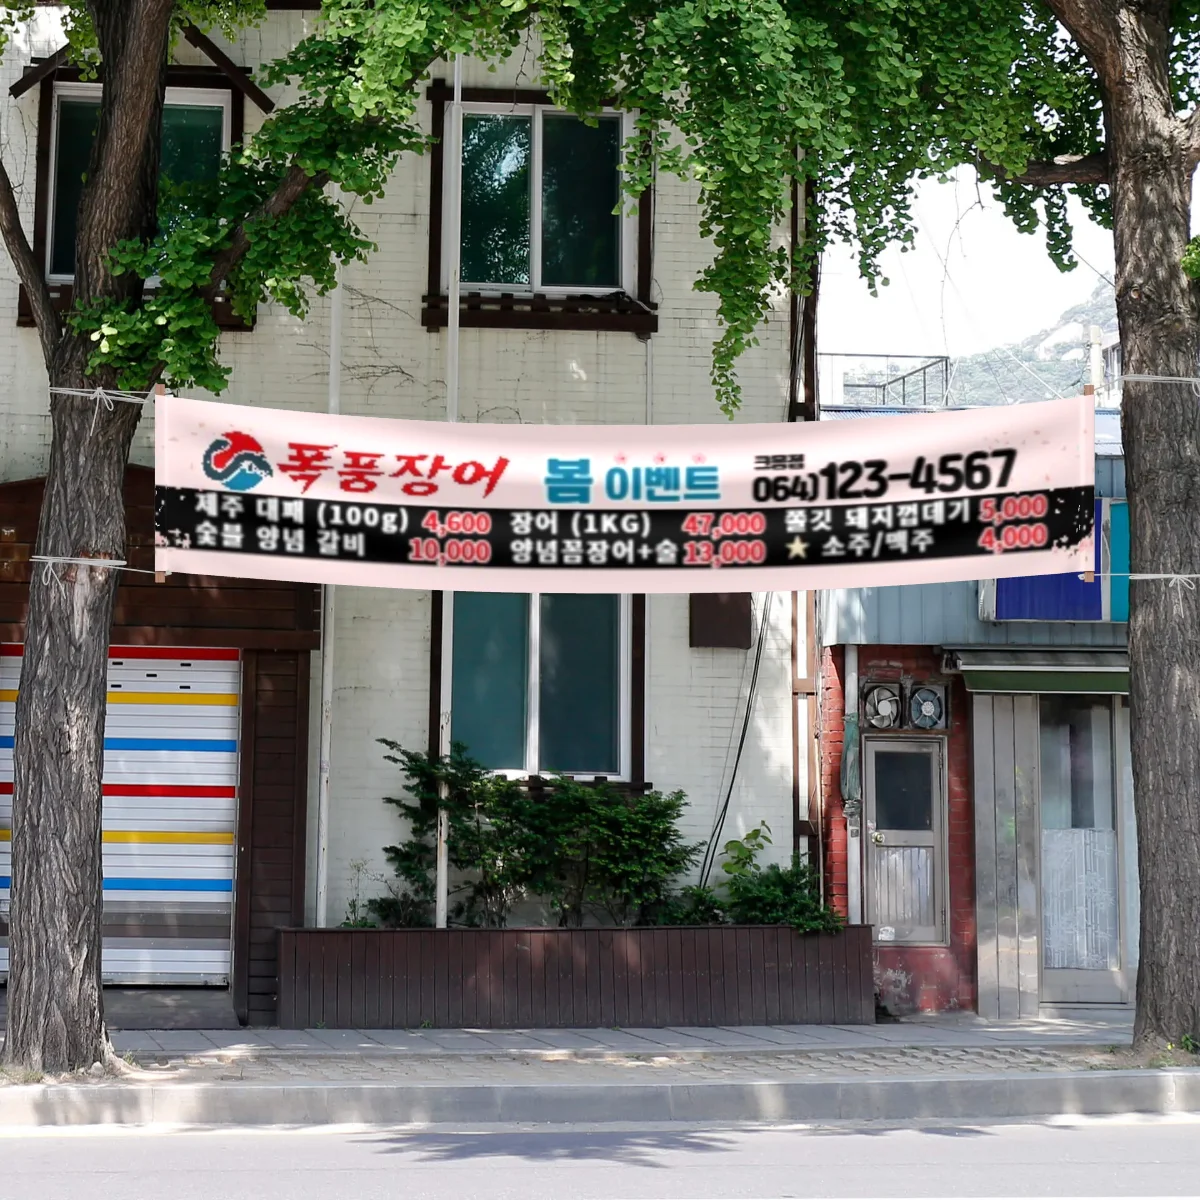 폭풍장어 봄 이벤트 크몽점 064)123-4567
제주 대패 (100g) 4,600 장어 (1KG) 47,000 쫄깃 돼지껍데기 5,000
숯불 양념 갈비 10,000 양념꼼장어+술 13,000 ★ 소주/맥주 4,000